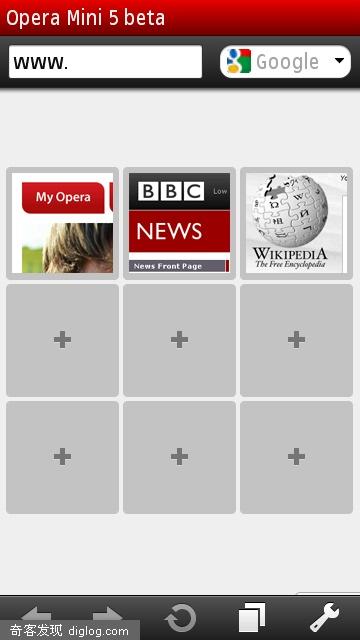 Opera Mini 5 beta
www.
Google
My Opera
BBC
Low
NEWS
News Front Page
WIKIPEDIA
The Free Encyclopedia
奇客发现 diglog.com